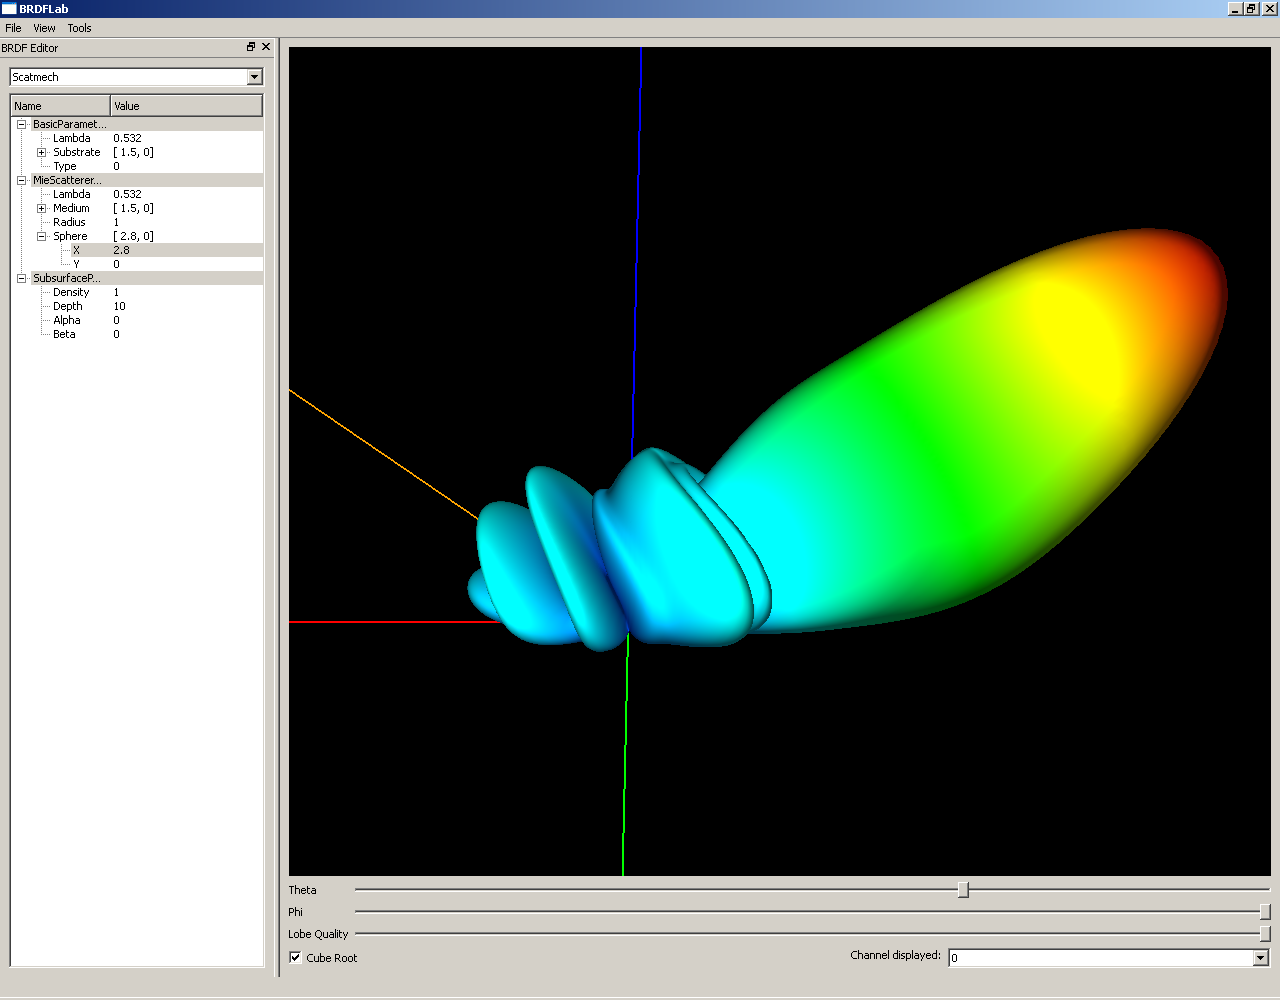 BRDFLab
File View Tools
BRDF Editor
Scatmech
Name Value
BasicParamet...
Lambda 0.532
Substrate [ 1.5, 0]
Type 0
MieScatterer...
Lambda 0.532
Medium [ 1.5, 0]
Radius 1
Sphere [ 2.8, 0]
X 2.8
Y 0
SubsurfaceP...
Density 1
Depth 10
Alpha 0
Beta 0
Theta
Phi
Lobe Quality
Cube Root
Channel displayed: 0